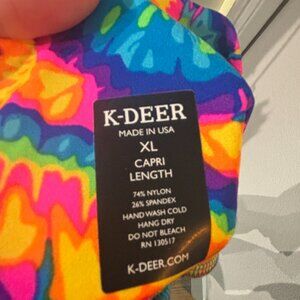 K-DEER
MADE IN USA
XL
CAPRI
LENGTH
74% NYLON
26% SPANDEX
HAND WASH COLD
HANG DRY
DO NOT BLEACH
RN 130517
K-DEER.COM